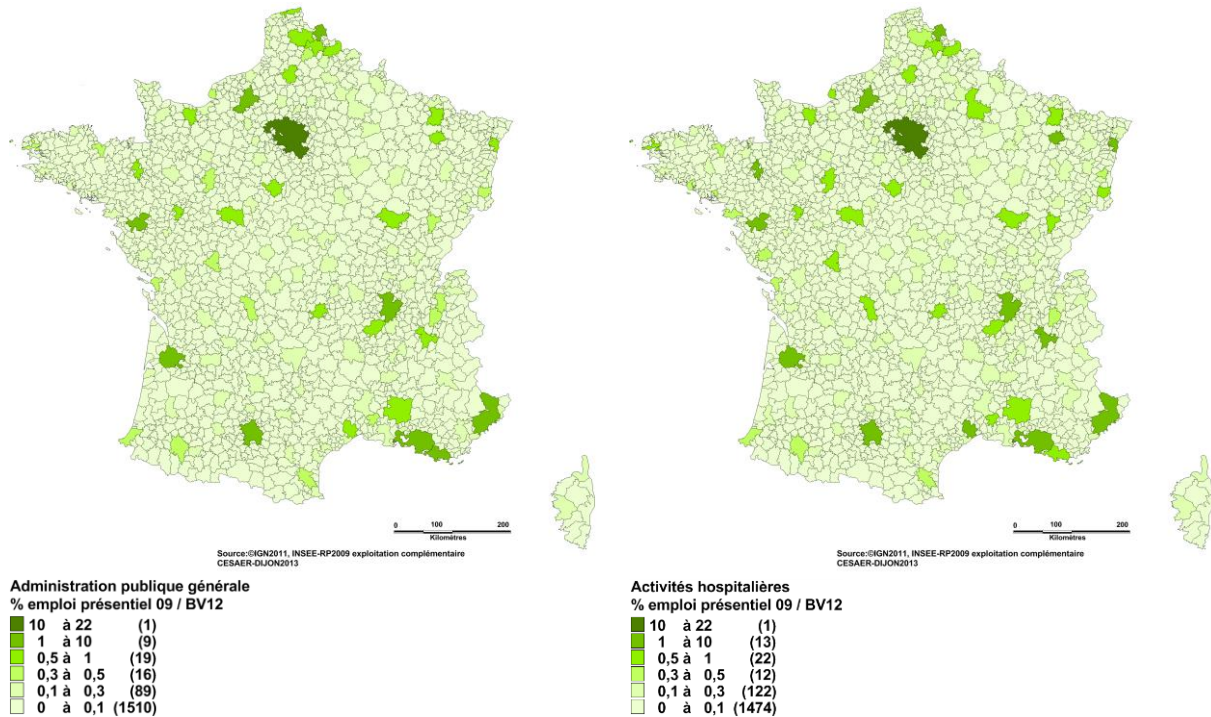 0 100 200
Kilomètres
Source:©IGN2011, INSEE-RP2009 exploitation complémentaire
CESAER-DIJON2013
Administration publique générale
% emploi présentiel 09 / BV12
10 à 22 (1)
1 à 10 (9)
0,5 à 1 (19)
0,3 à 0,5 (16)
0,1 à 0,3 (89)
0 à 0,1 (1510)
0 100 200
Kilomètres
Source:©IGN2011, INSEE-RP2009 exploitation complémentaire
CESAER-DIJON2013
Activités hospitalières
% emploi présentiel 09 / BV12
10 à 22 (1)
1 à 10 (13)
0,5 à 1 (22)
0,3 à 0,5 (12)
0,1 à 0,3 (122)
0 à 0,1 (1474)